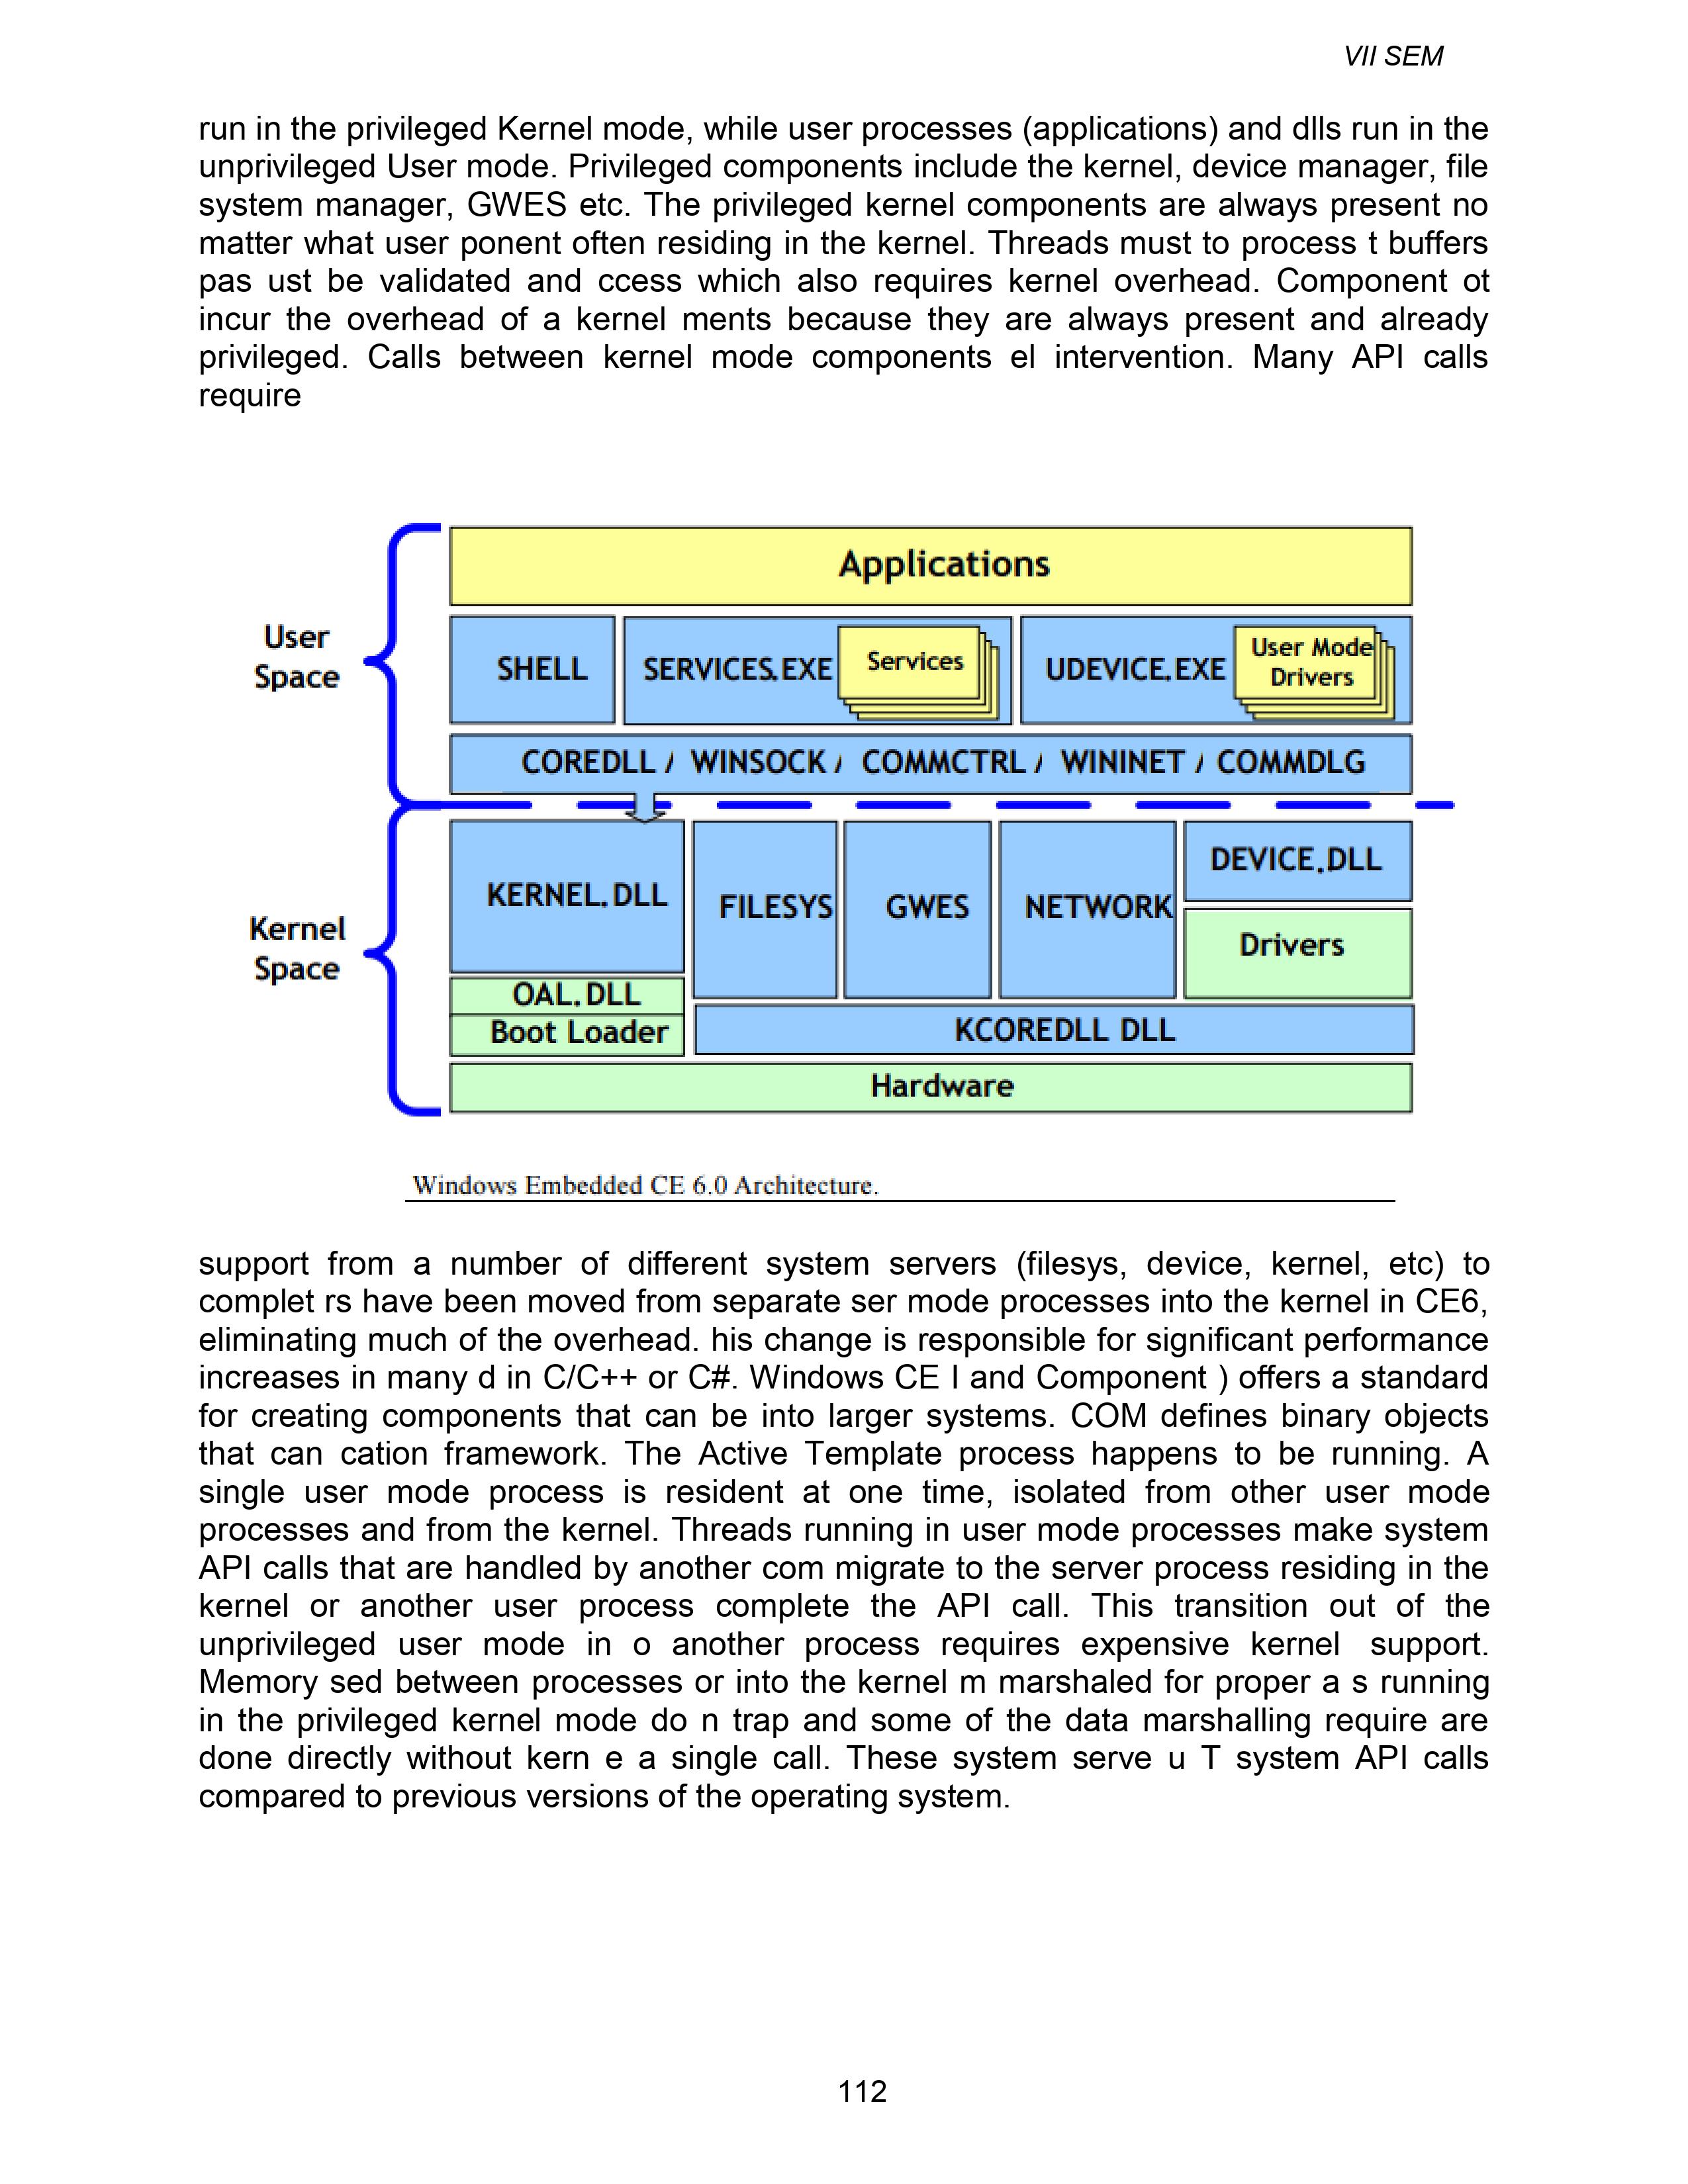 VII SEM
run in the privileged Kernel mode, while user processes (applications) and dlls run in the
unprivileged User mode. Privileged components include the kernel, device manager, file
system manager, GWES etc. The privileged kernel components are always present no
matter what user ponent often residing in the kernel. Threads must to process t buffers
pas ust be validated and ccess which also requires kernel overhead. Component ot
incur the overhead of a kernel ments because they are always present and already
privileged. Calls between kernel mode components el intervention. Many API calls
require
Applications
User
Space
SHELL
SERVICES.EXE
Services
UDEVICE.EXE
User Mode
Drivers
COREDLL / WINSOCK / COMMCTRL / WININET / COMMDLG
Kernel
Space
KERNEL.DLL
FILESYS
GWES
NETWORK
DEVICE.DLL
Drivers
OAL.DLL
Boot Loader
KCOREDLL DLL
Hardware
Windows Embedded CE 6.0 Architecture.
support from a number of different system servers (filesys, device, kernel, etc) to
complet rs have been moved from separate ser mode processes into the kernel in CE6,
eliminating much of the overhead. his change is responsible for significant performance
increases in many d in C/C++ or C#. Windows CE I and Component ) offers a standard
for creating components that can be into larger systems. COM defines binary objects
that can cation framework. The Active Template process happens to be running. A
single user mode process is resident at one time, isolated from other user mode
processes and from the kernel. Threads running in user mode processes make system
API calls that are handled by another com migrate to the server process residing in the
kernel or another user process complete the API call. This transition out of the
unprivileged user mode in o another process requires expensive kernel support.
Memory sed between processes or into the kernel m marshaled for proper a s running
in the privileged kernel mode do n trap and some of the data marshalling require are
done directly without kern e a single call. These system serve u T system API calls
compared to previous versions of the operating system.
112